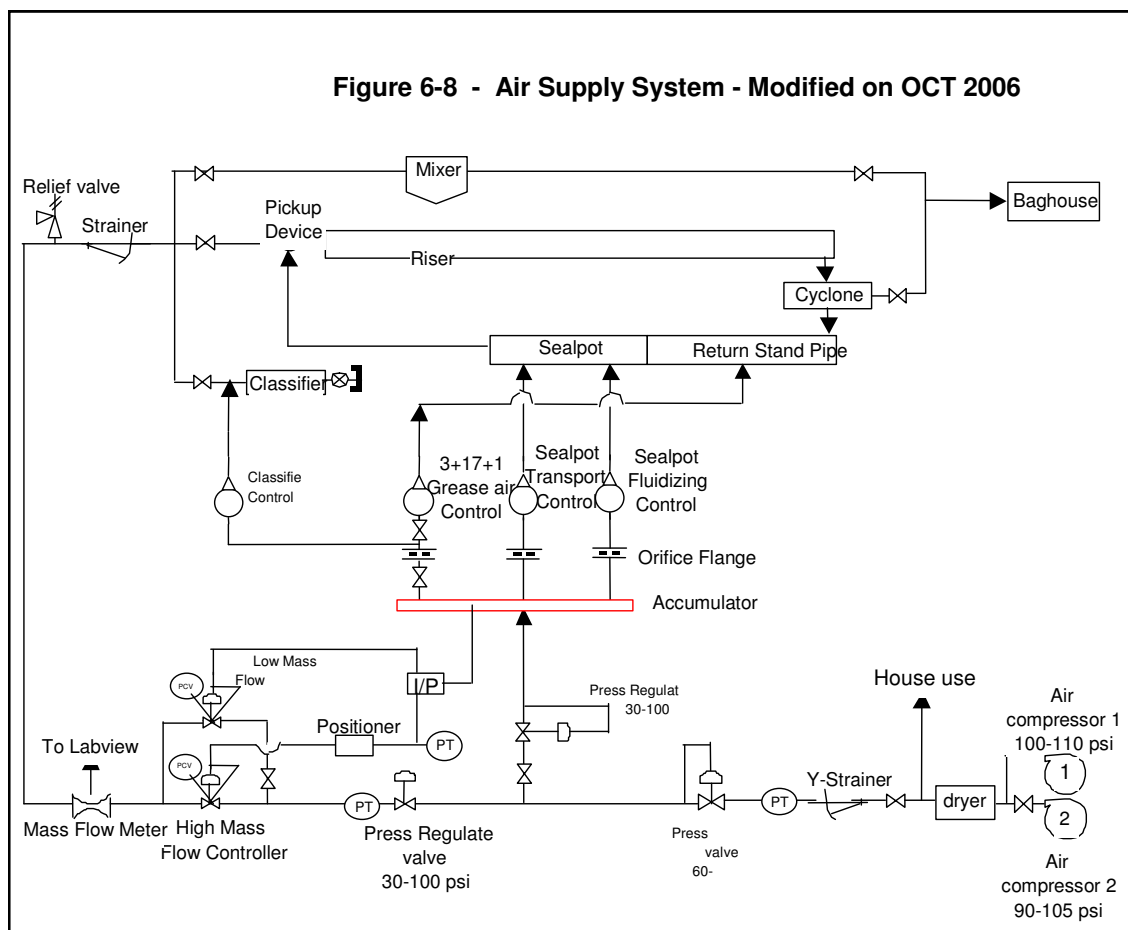 Figure 6-8 - Air Supply System - Modified on OCT 2006
Mixer
Relief valve
Strainer
Pickup
Device
Baghouse
Riser
Cyclone
Sealpot
Return Stand Pipe
Classifier
3+17+1
Grease air
Control
Sealpot
Transport
Control
Sealpot
Fluidizing
Control
Classifie
Control
Orifice Flange
Accumulator
Low Mass
Flow
PCV
I/P
Press Regulat
30-100
House use
Air
compressor 1
100-110 psi
Positioner
PT
To Labview
PCV
Y-Strainer
1
PT
PT
dryer
2
Mass Flow Meter
High Mass
Flow Controller
Press Regulate
valve
30-100 psi
Press
valve
60-
Air
compressor 2
90-105 psi